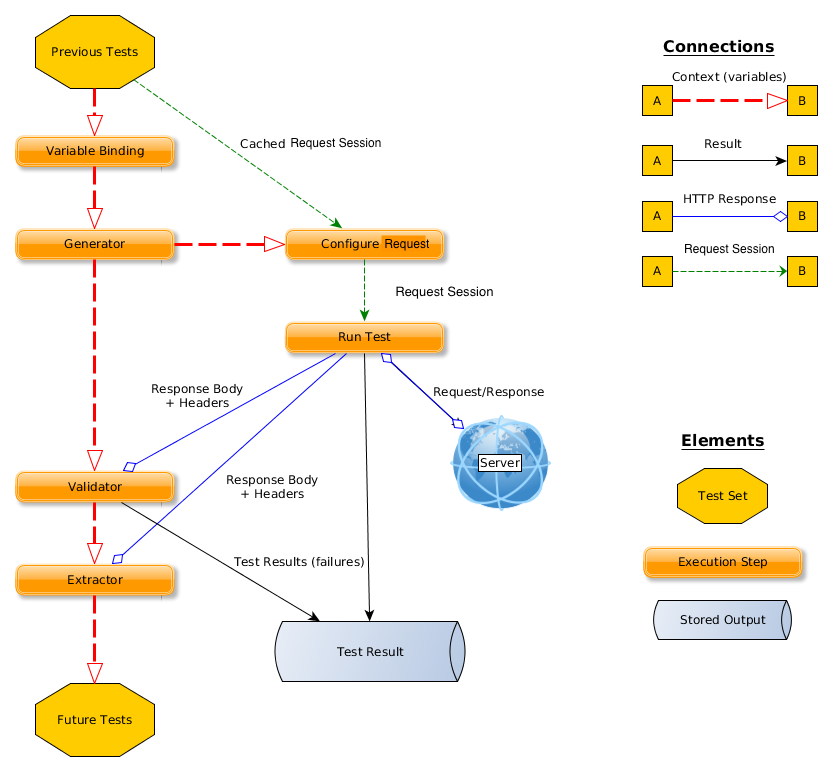 Previous Tests
Variable Binding
Cached Request Session
Generator
Configure Request
Request Session
Run Test
Response Body
+ Headers
Request/Response
Server
Response Body
+ Headers
Validator
Test Results (failures)
Extractor
Test Result
Future Tests
Connections
Context (variables)
A B
Result
A B
HTTP Response
A B
Request Session
A B
Elements
Test Set
Execution Step
Stored Output